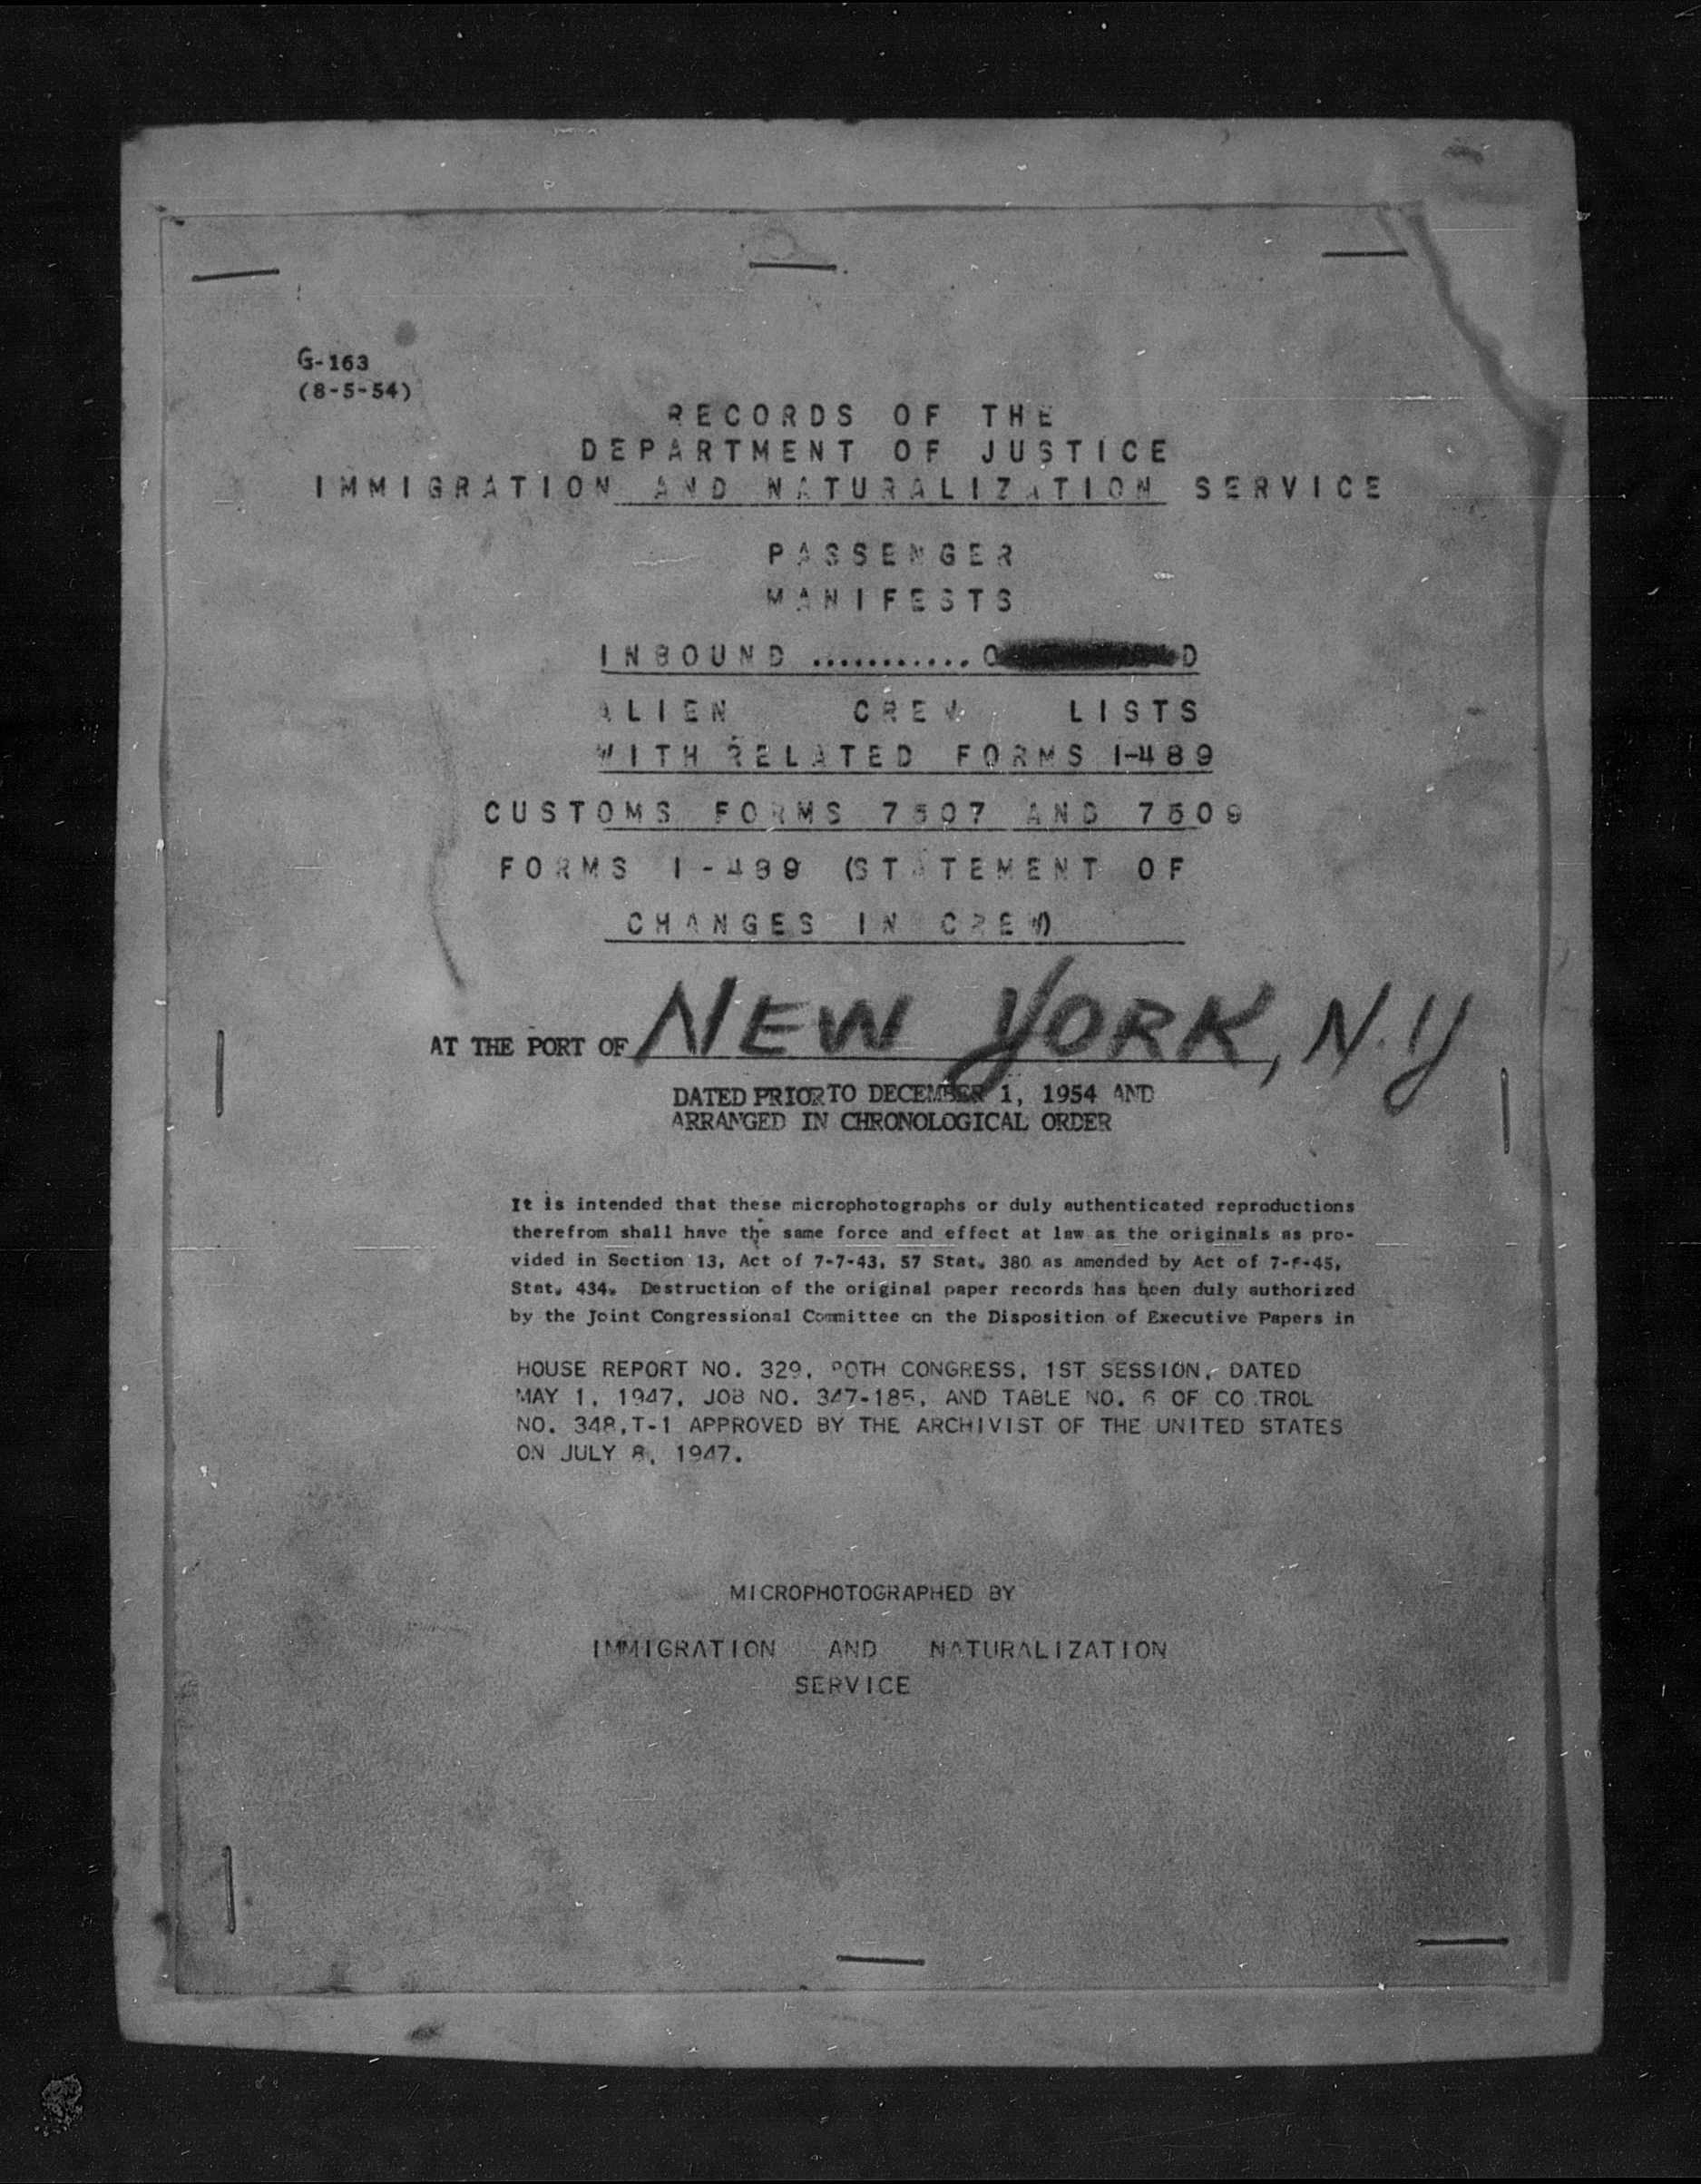 G-163
(8-5-54)
RECORDS OF THE
DEPARTMENT OF JUSTICE
IMMIGRATION AND NATURALIZATION SERVICE
PASSENGER
MANIFESTS
INBOUND ...........O D
ALIEN CREW LISTS
WITH RELATED FORMS I-489
CUSTOMS FORMS 7507 AND 7509
FORMS I-489 (STATEMENT OF
CHANGES IN CREW)
AT THE PORT OF NEW YORK, N.Y
DATED PRIOR TO DECEMBER 1, 1954 AND
ARRANGED IN CHRONOLOGICAL ORDER
It is intended that these microphotographs or duly authenticated reproductions
therefrom shall have the same force and effect at law as the originals as pro-
vided in Section 13, Act of 7-7-43, 57 Stat. 380 as amended by Act of
Stat. 434. Destruction of the original paper records has been duly authorized
by the Joint Congressional Committee on the Disposition of Executive Papers in
HOUSE REPORT NO. 329, 80TH CONGRESS, 1ST SESSION, DATED
MAY 1, 1947, JOB NO. 347-185, AND TABLE NO. 6 OF CO TROL
NO. 348,T-1 APPROVED BY THE ARCHIVIST OF THE UNITED STATES
ON JULY 8, 1947.
MICROPHOTOGRAPHED BY
IMMIGRATION AND NATURALIZATION
SERVICE